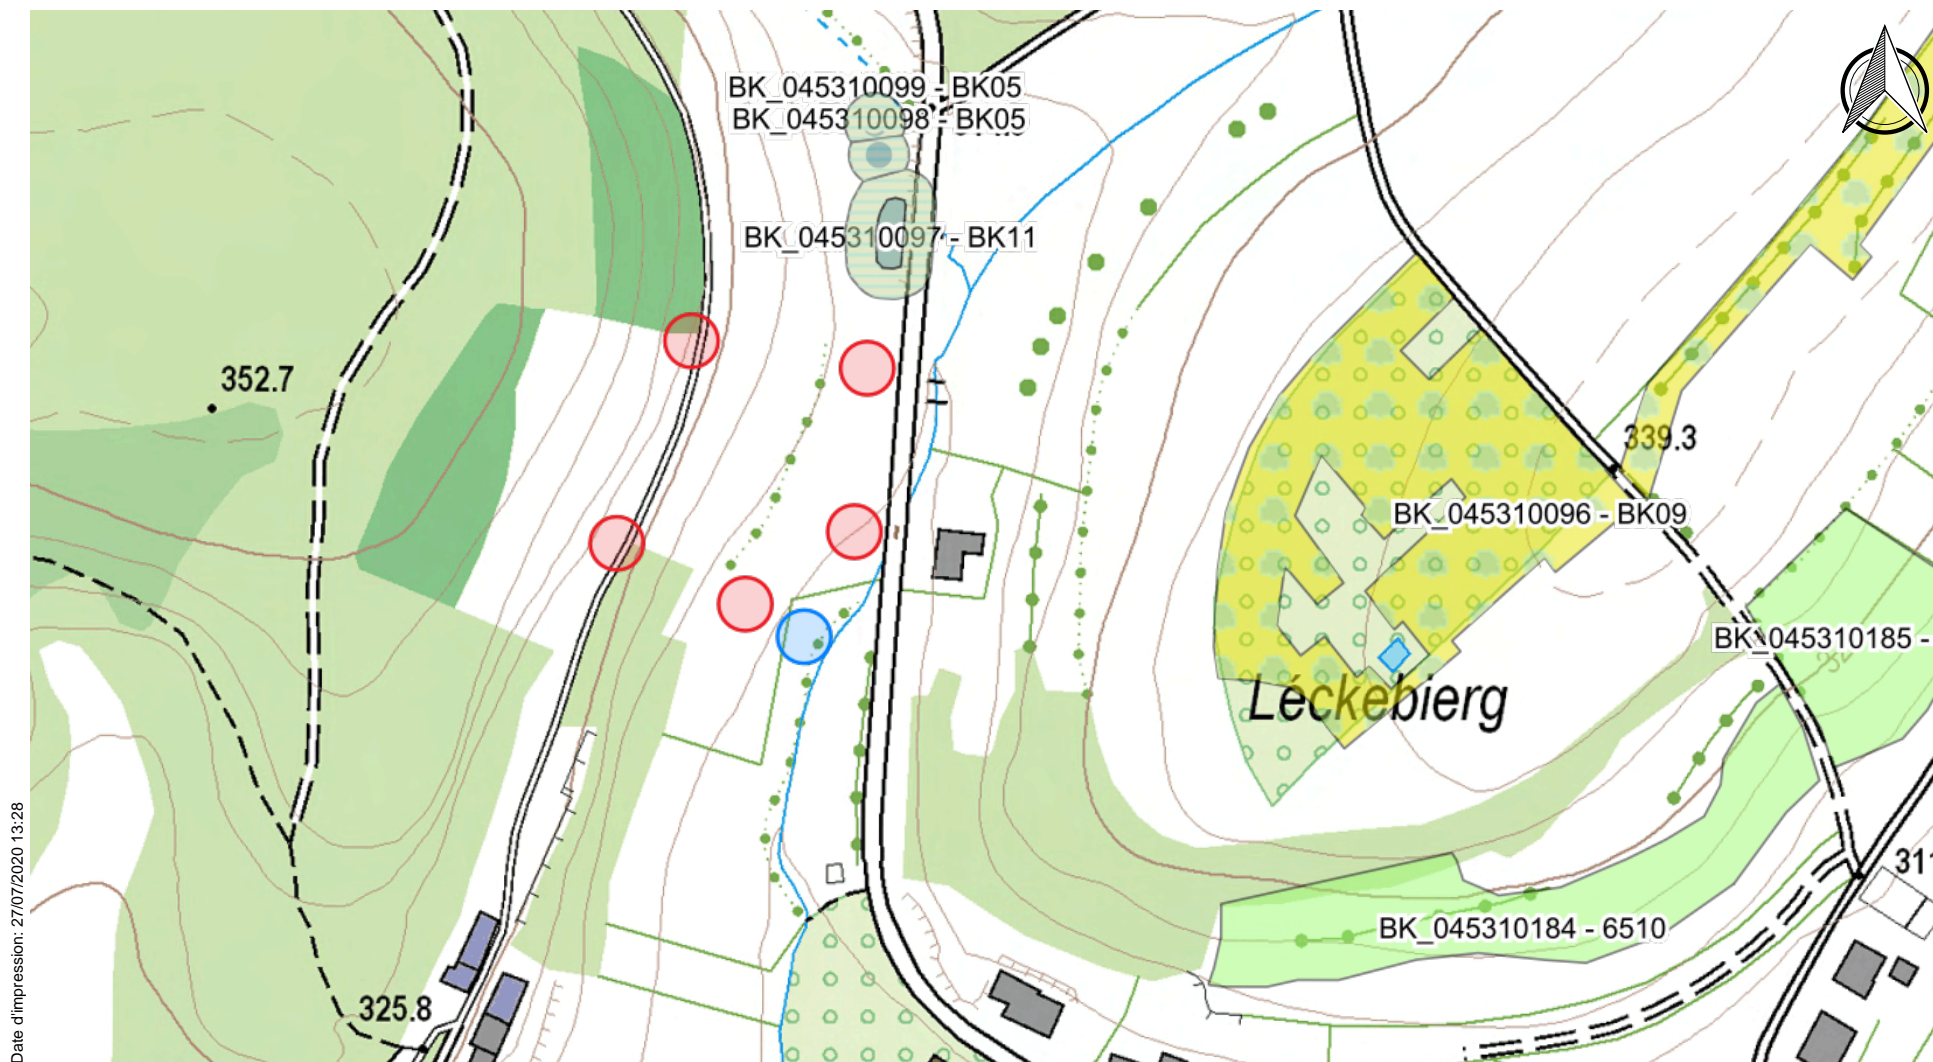 BK_045310099 - BK05
BK_045310098 - BK05
BK_045310097 - BK11
352.7
339.3
BK_045310096 - BK09
BK_045310185 -
Léckebierg
311
BK_045310184 - 6510
325.8
Date d'impression: 27/07/2020 13:28